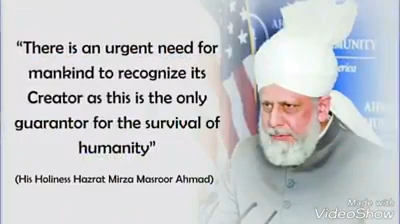 “There is an urgent need for
mankind to recognize its
Creator as this is the only
guarantor for the survival of
humanity”
(His Holiness Hazrat Mirza Masroor Ahmad)
Made with
VideoShow